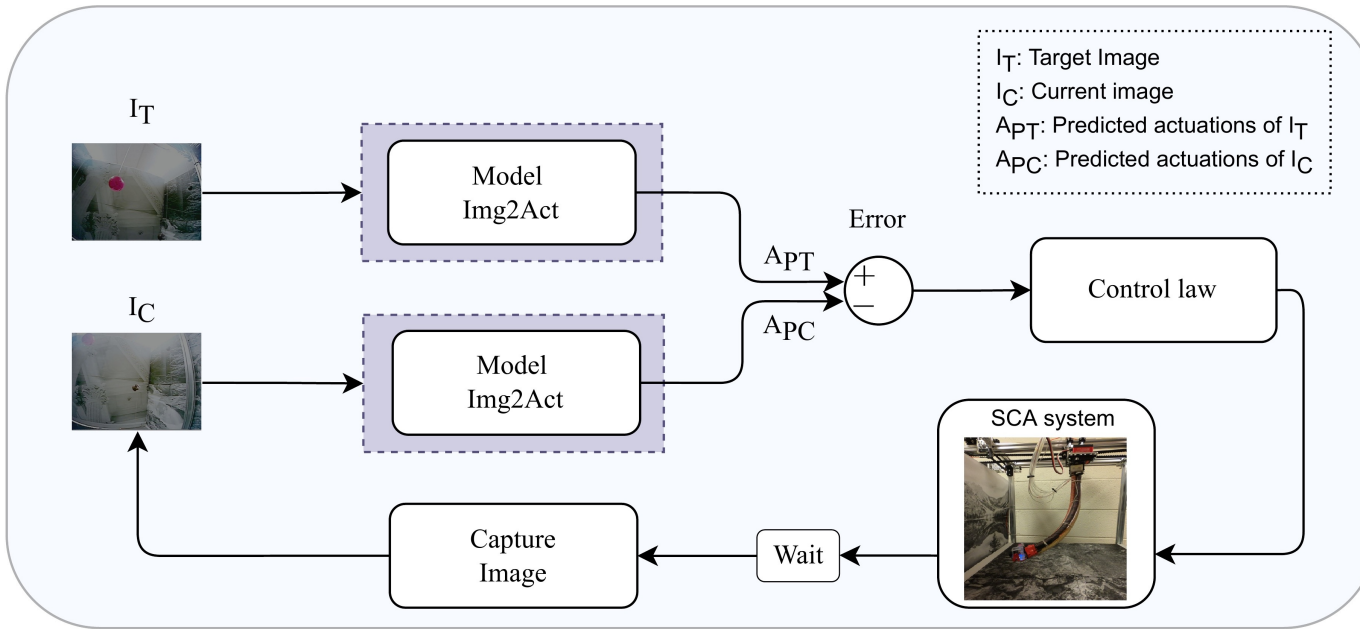 I_T: Target Image
I_C: Current image
A_PT: Predicted actuations of I_T
A_PC: Predicted actuations of I_C
I_T
Model
Img2Act
Error
A_PT
+
−
Control law
I_C
A_PC
Model
Img2Act
SCA system
Capture
Image
Wait